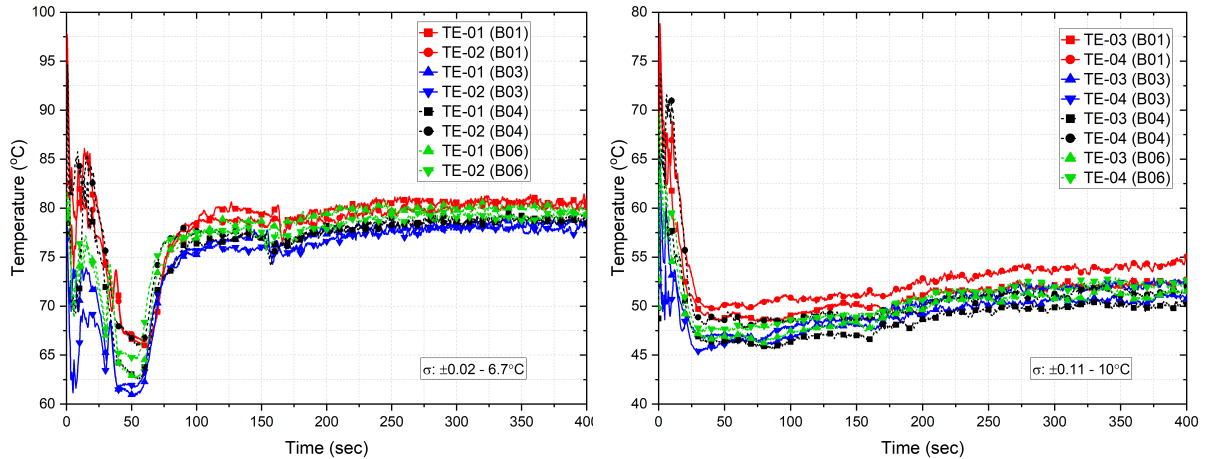 100
95
90
85
80
75
70
65
60
Temperature (°C)
0
50
100
150
200
250
300
350
400
Time (sec)
TE-01 (B01)
TE-02 (B01)
TE-01 (B03)
TE-02 (B03)
TE-01 (B04)
TE-02 (B04)
TE-01 (B06)
TE-02 (B06)
σ: ±0.02 - 6.7°C
80
75
70
65
60
55
50
45
40
Temperature (°C)
0
50
100
150
200
250
300
350
400
Time (sec)
TE-03 (B01)
TE-04 (B01)
TE-03 (B03)
TE-04 (B03)
TE-03 (B04)
TE-04 (B04)
TE-03 (B06)
TE-04 (B06)
σ: ±0.11 - 10°C